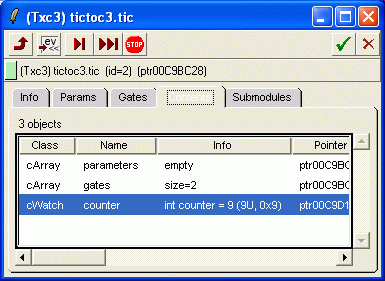 (Txc3) tictoc3.tic
ev
<<
STOP
(Txc3) tictoc3.tic (id=2) (ptr00C9BC28)
Info Params Gates Submodules
3 objects
Class Name Info Pointer
cArray parameters empty ptr00C9BC
cArray gates size=2 ptr00C9BC
cWatch counter int counter = 9 (9U, 0x9) ptr00C9D1